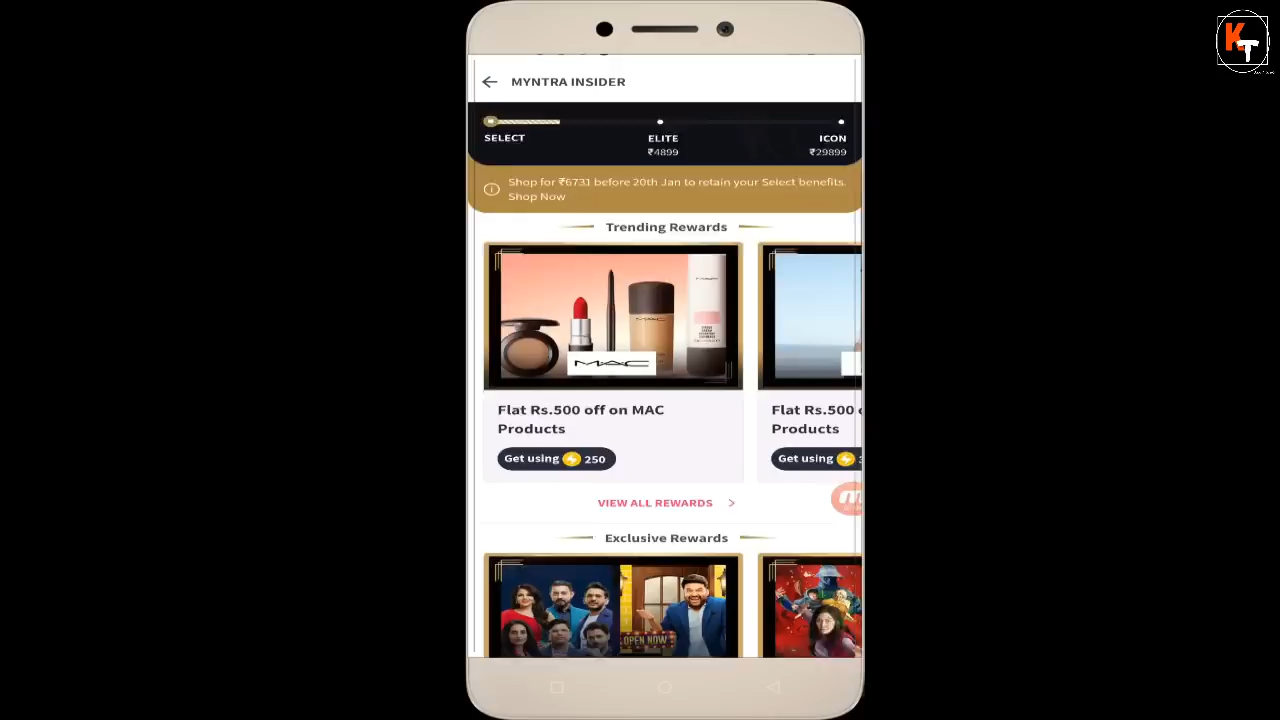 KT
MYNTRA INSIDER
SELECT
ELITE
ICON
₹4899
₹29899
Shop for ₹6731 before 20th Jan to retain your Select benefits.
Shop Now
Trending Rewards
MAC
Flat Rs.500 off on MAC
Products
Get using 250
Flat Rs.500
Products
Get using
VIEW ALL REWARDS >
Exclusive Rewards
OPEN NOW